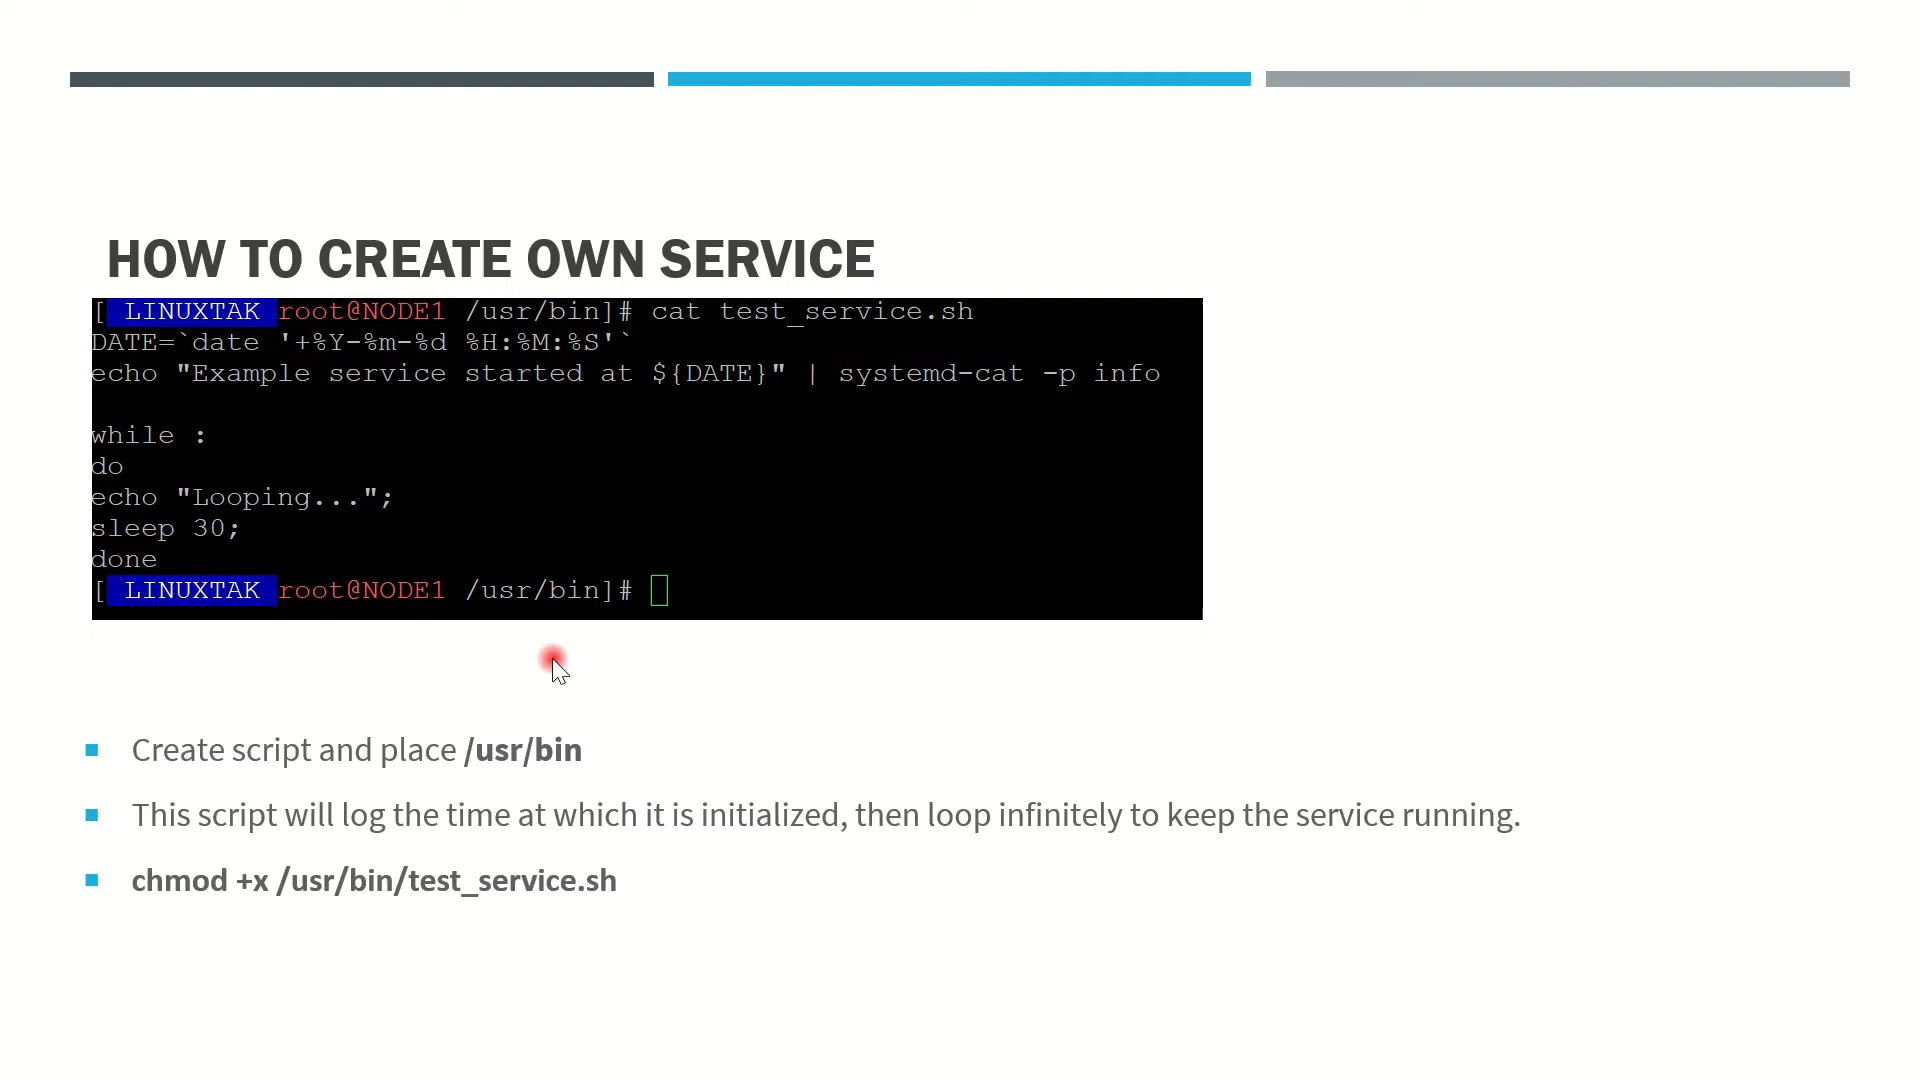 HOW TO CREATE OWN SERVICE
[ LINUXTAK root@NODE1 /usr/bin]# cat test_service.sh
DATE=`date '+%Y-%m-%d %H:%M:%S'`
echo "Example service started at ${DATE}" | systemd-cat -p info
while :
do
echo "Looping...";
sleep 30;
done
[ LINUXTAK root@NODE1 /usr/bin]#
Create script and place /usr/bin
This script will log the time at which it is initialized, then loop infinitely to keep the service running.
chmod +x /usr/bin/test_service.sh